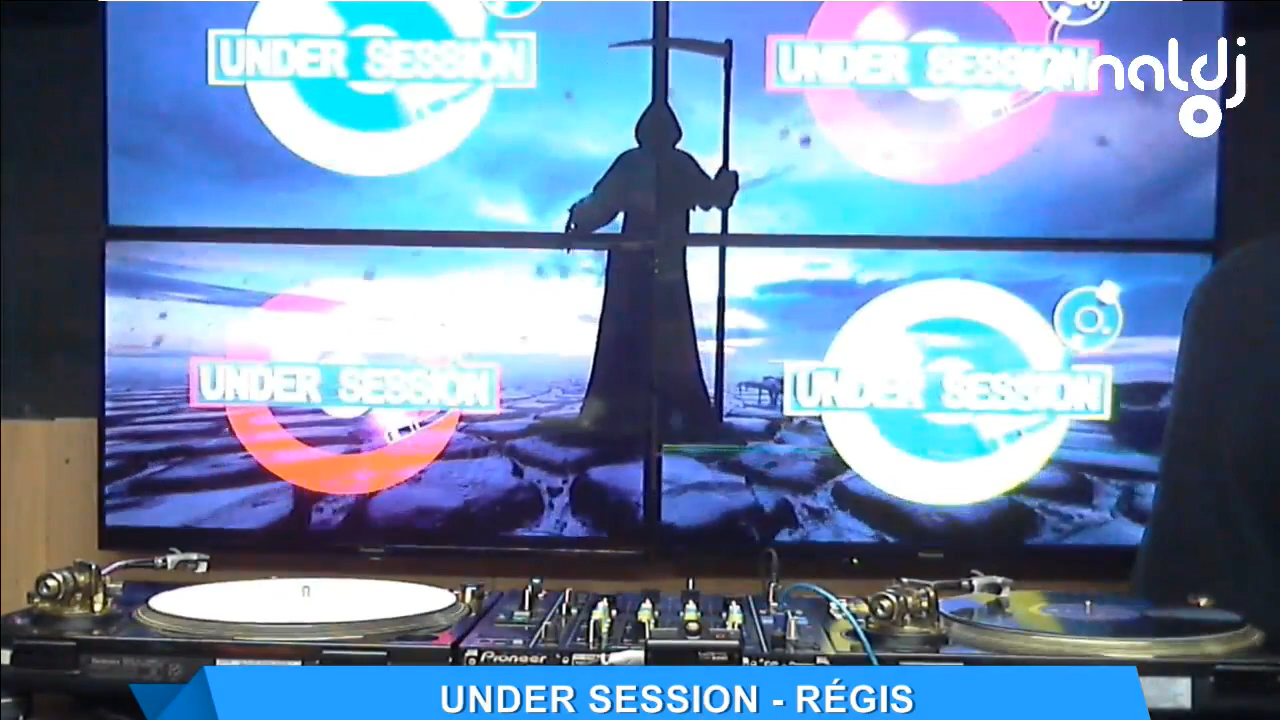 UNDER SESSION
UNDER SESSION
naldj
UNDER SESSION
UNDER SESSION
Pioneer
UNDER SESSION - RÉGIS